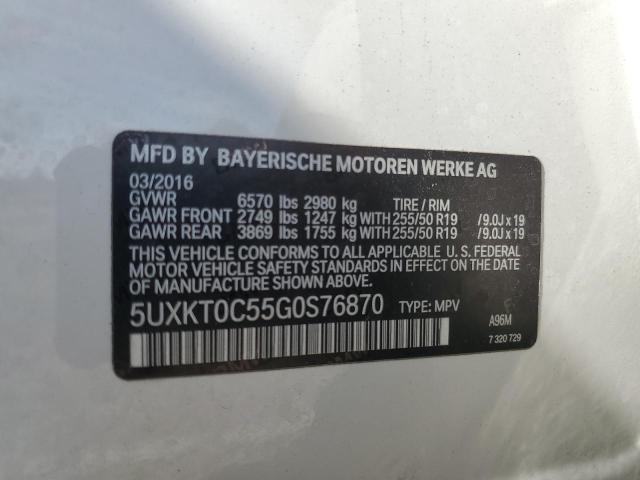 MFD BY BAYERISCHE MOTOREN WERKE AG
03/2016
GVWR 6570 lbs 2980 kg TIRE / RIM
GAWR FRONT 2749 lbs 1247 kg WITH 255/50 R19 /9.0J x 19
GAWR REAR 3869 lbs 1755 kg WITH 255/50 R19 /9.0J x 19
THIS VEHICLE CONFORMS TO ALL APPLICABLE U. S. FEDERAL
MOTOR VEHICLE SAFETY STANDARDS IN EFFECT ON THE DATE
OF MANUFACTURE SHOWN ABOVE.
5UXKT0C55G0S76870 TYPE: MPV
A96M
7 320 729